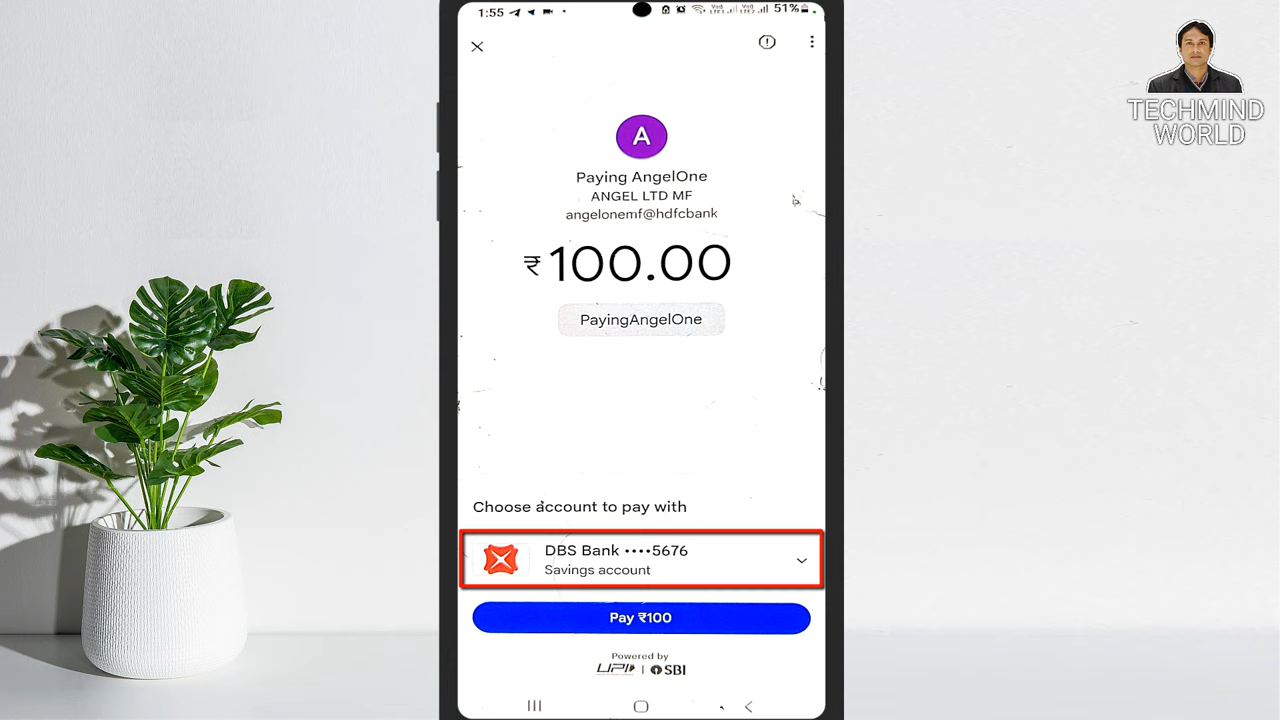 1:55
51%
TECHMIND
WORLD
A
Paying AngelOne
ANGEL LTD MF
angelonemf@hdfcbank
₹100.00
PayingAngelOne
Choose account to pay with
DBS Bank ••••5676
Savings account
Pay ₹100
Powered by
UPI | SBI